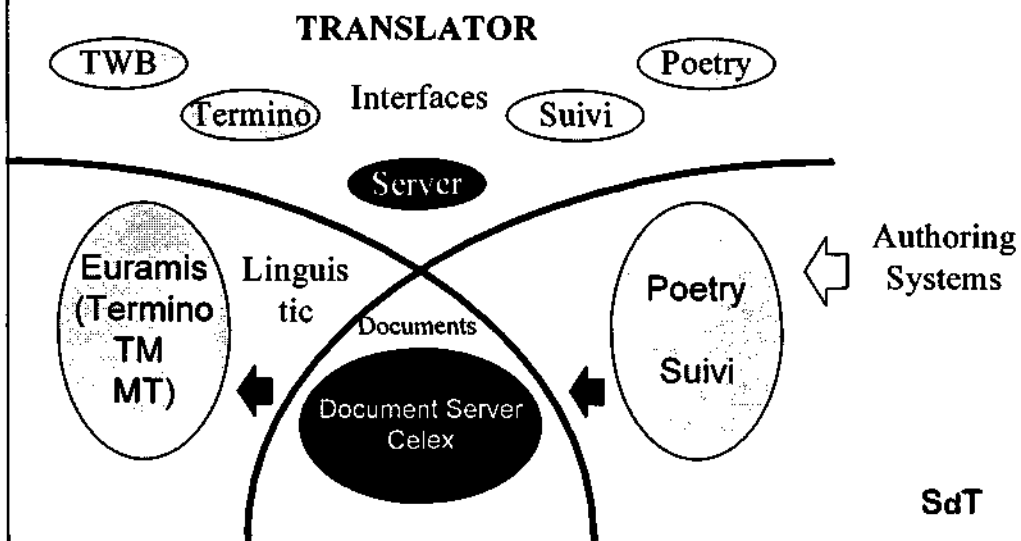 TRANSLATOR
TWB
Poetry
Interfaces
Termino
Suivi
Server
Euramis
(Termino
TM
MT)
Linguis
tic
Documents
Document Server
Celex
Poetry
Suivi
Authoring
Systems
SdT